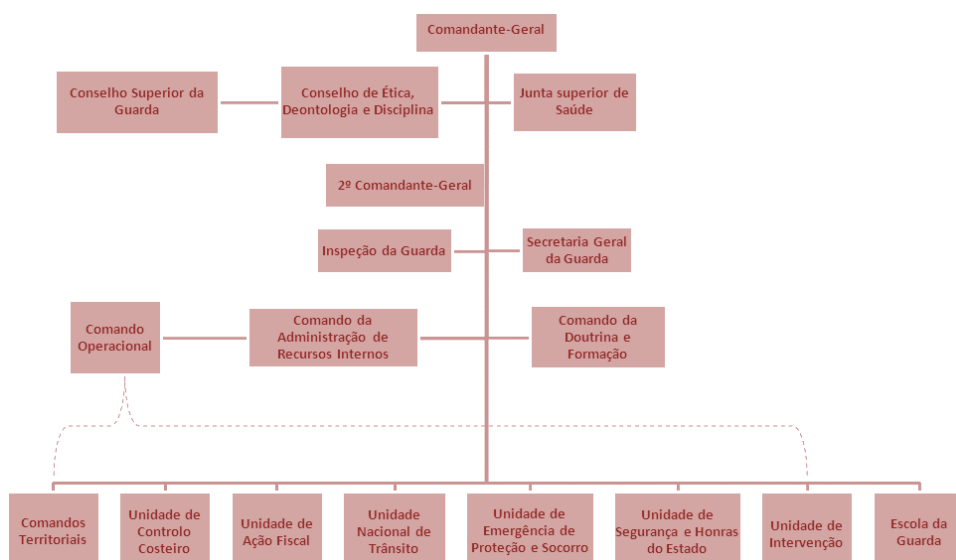 Comandante-Geral
Conselho Superior da
Guarda
Conselho de Ética,
Deontologia e Disciplina
Junta superior de
Saúde
2º Comandante-Geral
Inspeção da Guarda
Secretaria Geral
da Guarda
Comando
Operacional
Comando da
Administração de
Recursos Internos
Comando da
Doutrina e
Formação
Comandos
Territoriais
Unidade de
Controlo
Costeiro
Unidade de
Ação Fiscal
Unidade
Nacional de
Trânsito
Unidade de
Emergência de
Proteção e Socorro
Unidade de
Segurança e Honras
do Estado
Unidade de
Intervenção
Escola da
Guarda